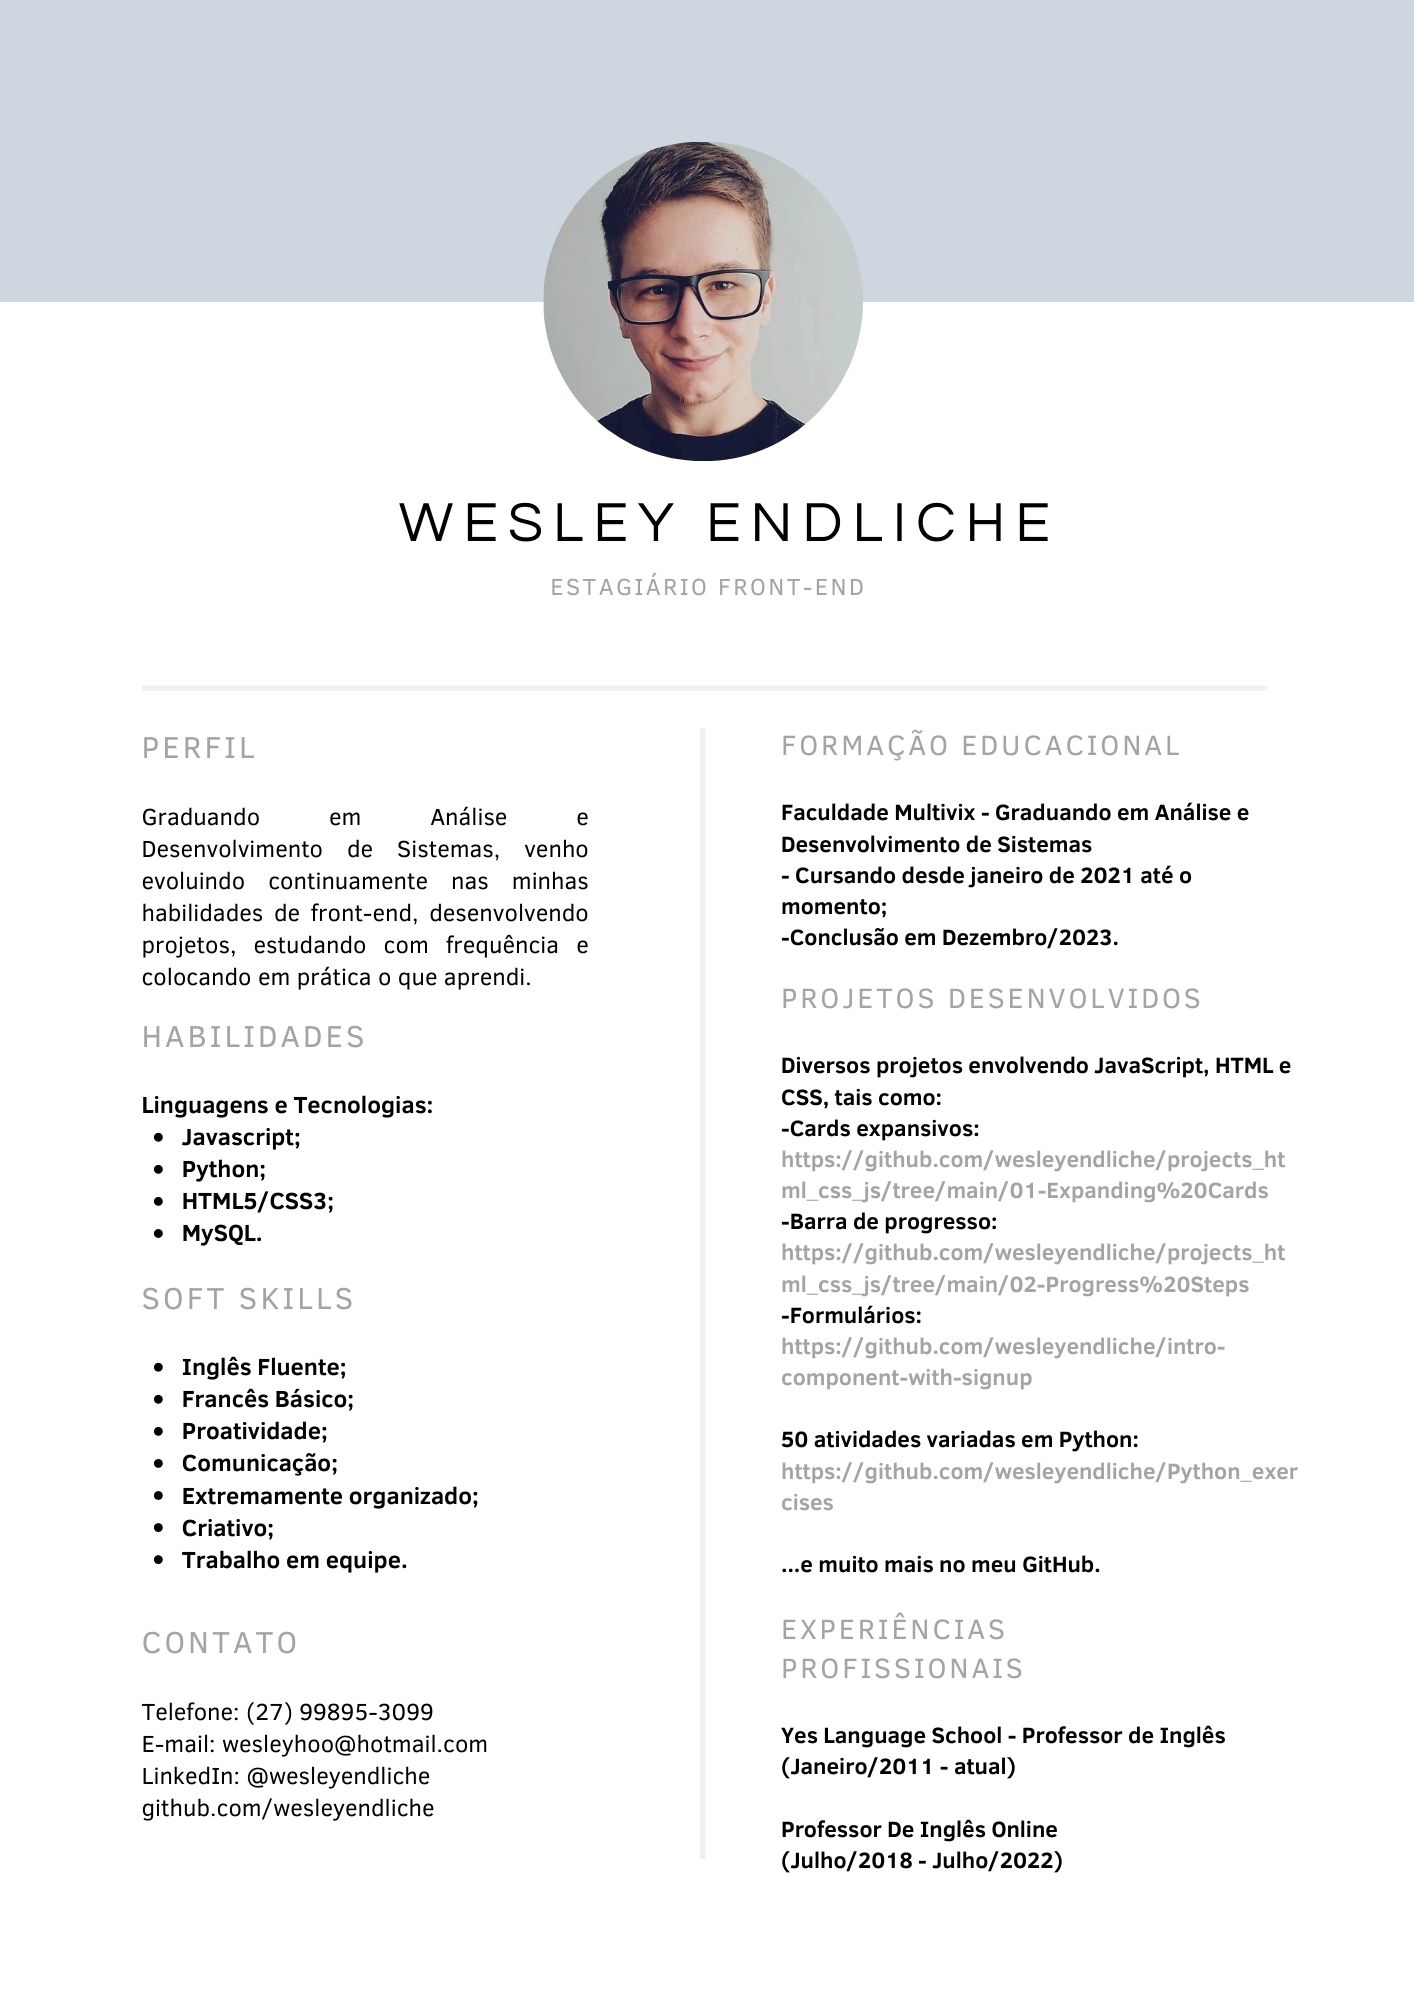 WESLEY ENDLICHE
ESTAGIÁRIO FRONT-END
PERFIL
Graduando em Análise e
Desenvolvimento de Sistemas, venho
evoluindo continuamente nas minhas
habilidades de front-end, desenvolvendo
projetos, estudando com frequência e
colocando em prática o que aprendi.
HABILIDADES
Linguagens e Tecnologias:
• Javascript;
• Python;
• HTML5/CSS3;
• MySQL.
SOFT SKILLS
• Inglês Fluente;
• Francês Básico;
• Proatividade;
• Comunicação;
• Extremamente organizado;
• Criativo;
• Trabalho em equipe.
CONTATO
Telefone: (27) 99895-3099
E-mail: wesleyhoo@hotmail.com
LinkedIn: @wesleyendliche
github.com/wesleyendliche
FORMAÇÃO EDUCACIONAL
Faculdade Multivix - Graduando em Análise e
Desenvolvimento de Sistemas
- Cursando desde janeiro de 2021 até o
momento;
-Conclusão em Dezembro/2023.
PROJETOS DESENVOLVIDOS
Diversos projetos envolvendo JavaScript, HTML e
CSS, tais como:
-Cards expansivos:
https://github.com/wesleyendliche/projects_ht
ml_css_js/tree/main/01-Expanding%20Cards
-Barra de progresso:
https://github.com/wesleyendliche/projects_ht
ml_css_js/tree/main/02-Progress%20Steps
-Formulários:
https://github.com/wesleyendliche/intro-
component-with-signup
50 atividades variadas em Python:
https://github.com/wesleyendliche/Python_exer
cises
...e muito mais no meu GitHub.
EXPERIÊNCIAS
PROFISSIONAIS
Yes Language School - Professor de Inglês
(Janeiro/2011 - atual)
Professor De Inglês Online
(Julho/2018 - Julho/2022)